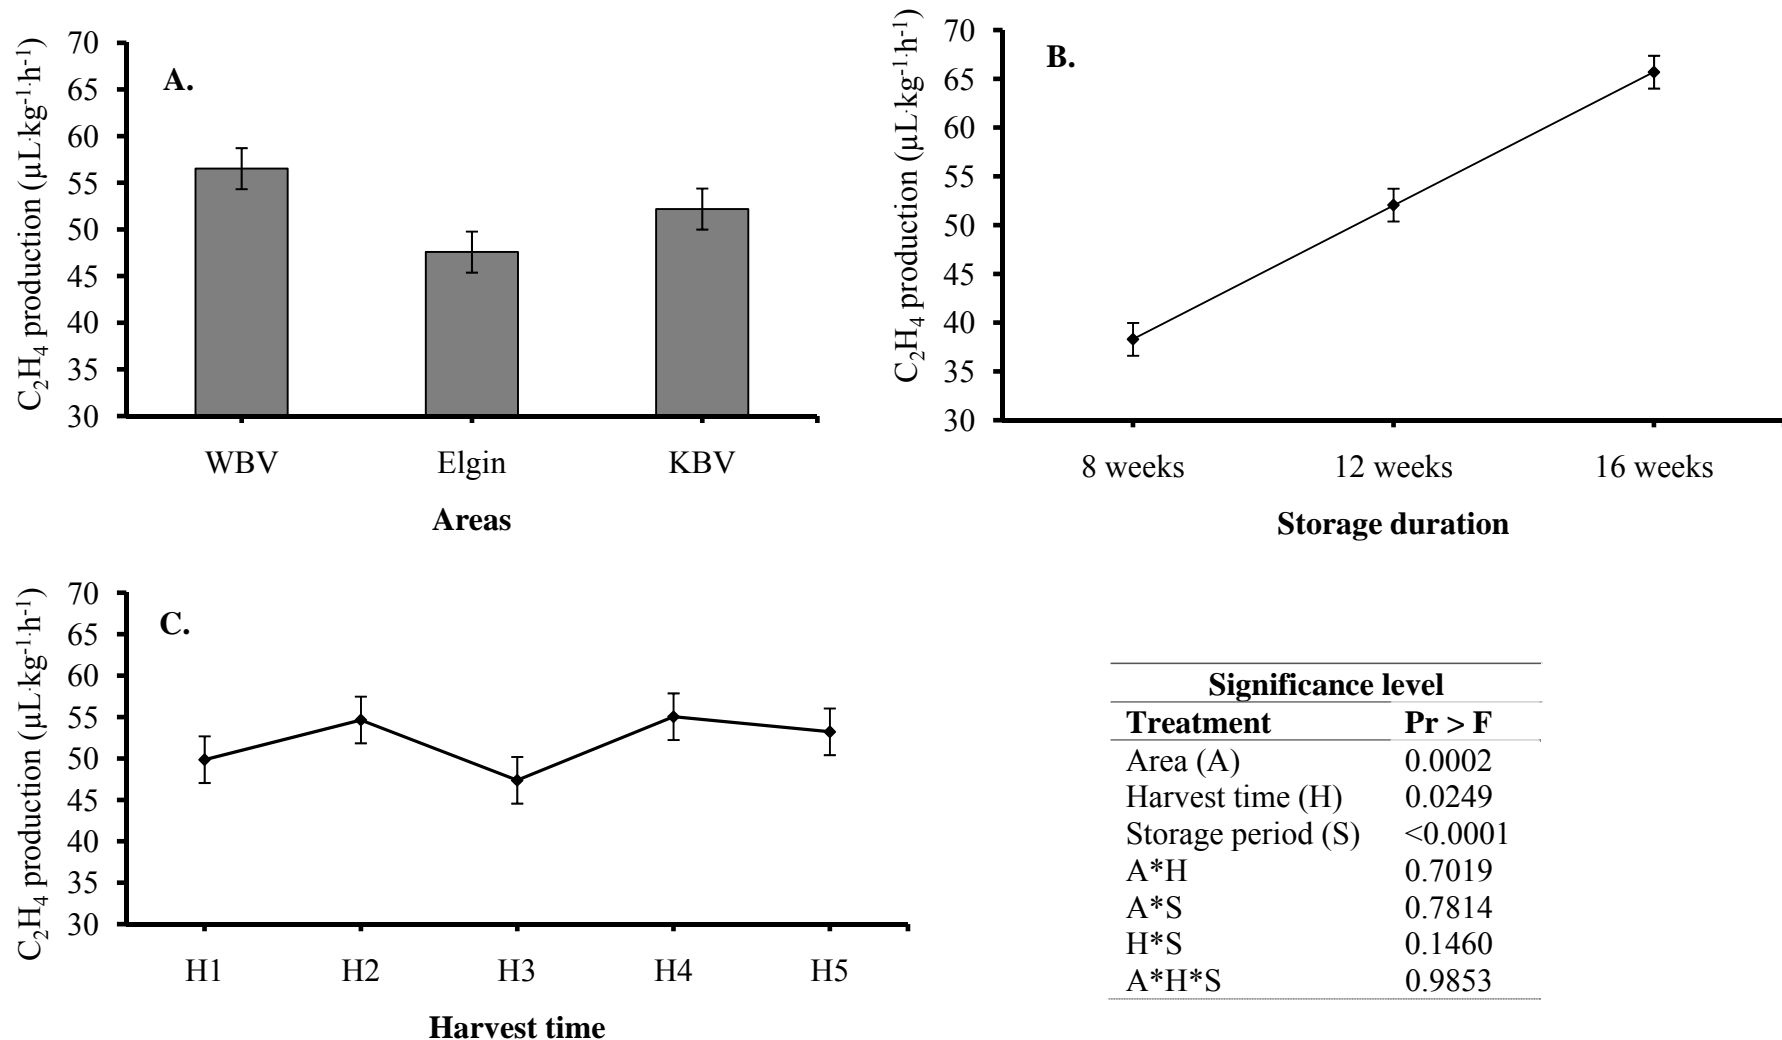 A.
C₂H₄ production (µL·kg⁻¹·h⁻¹)
70
65
60
55
50
45
40
35
30
WBV Elgin KBV
Areas
B.
C₂H₄ production (µL·kg⁻¹·h⁻¹)
70
65
60
55
50
45
40
35
30
8 weeks 12 weeks 16 weeks
Storage duration
C.
C₂H₄ production (µL·kg⁻¹·h⁻¹)
70
65
60
55
50
45
40
35
30
H1 H2 H3 H4 H5
Harvest time
Significance level
Treatment Pr > F
Area (A) 0.0002
Harvest time (H) 0.0249
Storage period (S) <0.0001
A*H 0.7019
A*S 0.7814
H*S 0.1460
A*H*S 0.9853